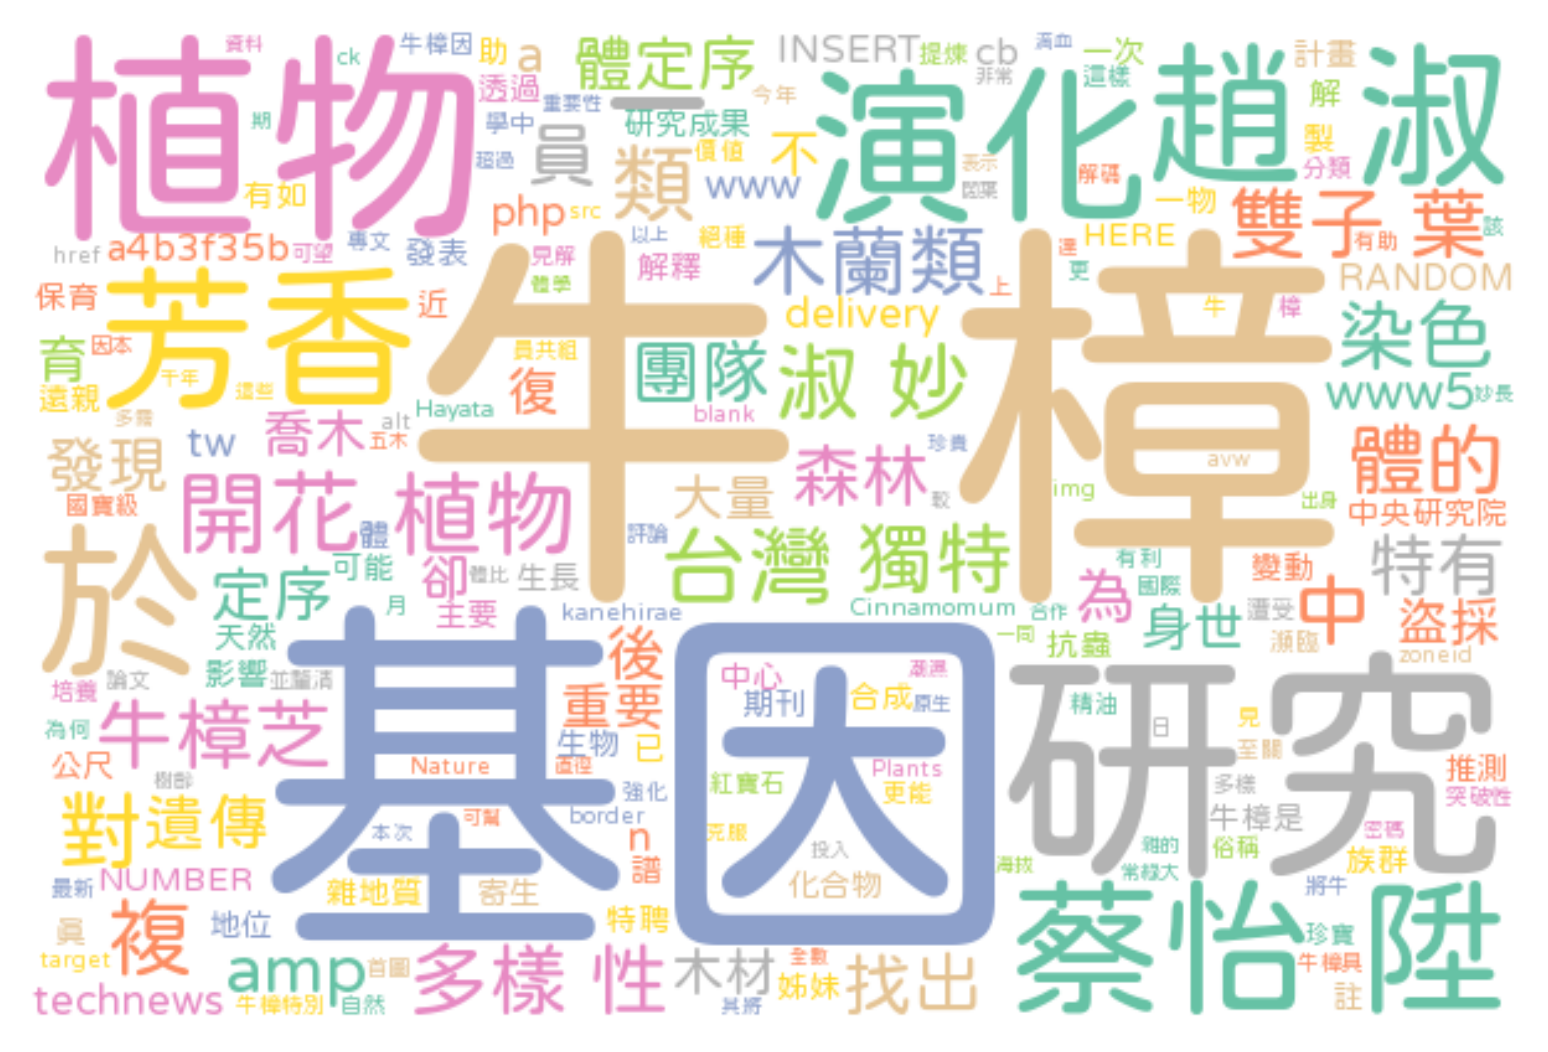 植物
資料
ck
牛樟因
助
a
體定序
INSERT
提煉
cb
滿血
一次
計畫
趙 淑
透過
重要性
今年
非常
這樣
解
演化
期
學中
員
研究成果
超過
類
價值
不
www
表示
解碼
製
分類
有如
php
src
一物
雙子 葉
href
a4b3f35b
可望
專文
發表
見解
以上
絕種
解釋
木蘭類
達
HERE
有助
該
更
體學
上
RANDOM
保育
芳香
近
牛樟
delivery
牛
樟
染色
育
因本
員共組
團隊
淑 妙
千年
遠親
這些
復
www5
妙長
多霧
Hayata
alt
blank
喬木
五木
tw
珍貴
發現
森林
avw
體的
國寶級
開花 植物
大量
較
img
出身
中央研究院
體
評論
台灣 獨特
於
可能
卻
體比
生長
有利
變動
特有
定序
國際
月
主要
kanehirae
Cinnamomum
合作
為
身世
遭受
中
盜採
天然
一同
抗蟲
瀕臨
zoneid
基因
後
影響
並釐清
培養
論文
中心
潮濕
研究
重要
期刊
合成
原生
精油
日
見
為何
牛樟芝
生物
已
至關
公尺
Nature
直徑
Plants
推測
樹齡
紅寶石
更能
多樣
突破性
強化
對
遺傳
border
牛樟是
本次
可幫
n
克服
密碼
投入
雜的
俗稱
族群
譜
海拔
常綠大
最新
NUMBER
化合物
將牛
雜地質
寄生
複
地位
特聘
蔡怡 陞
真
珍寶
target
amp
首圖
多樣 性
木材
全數
姊妹
找出
牛樟具
technews
牛樟特別
自然
其將
註